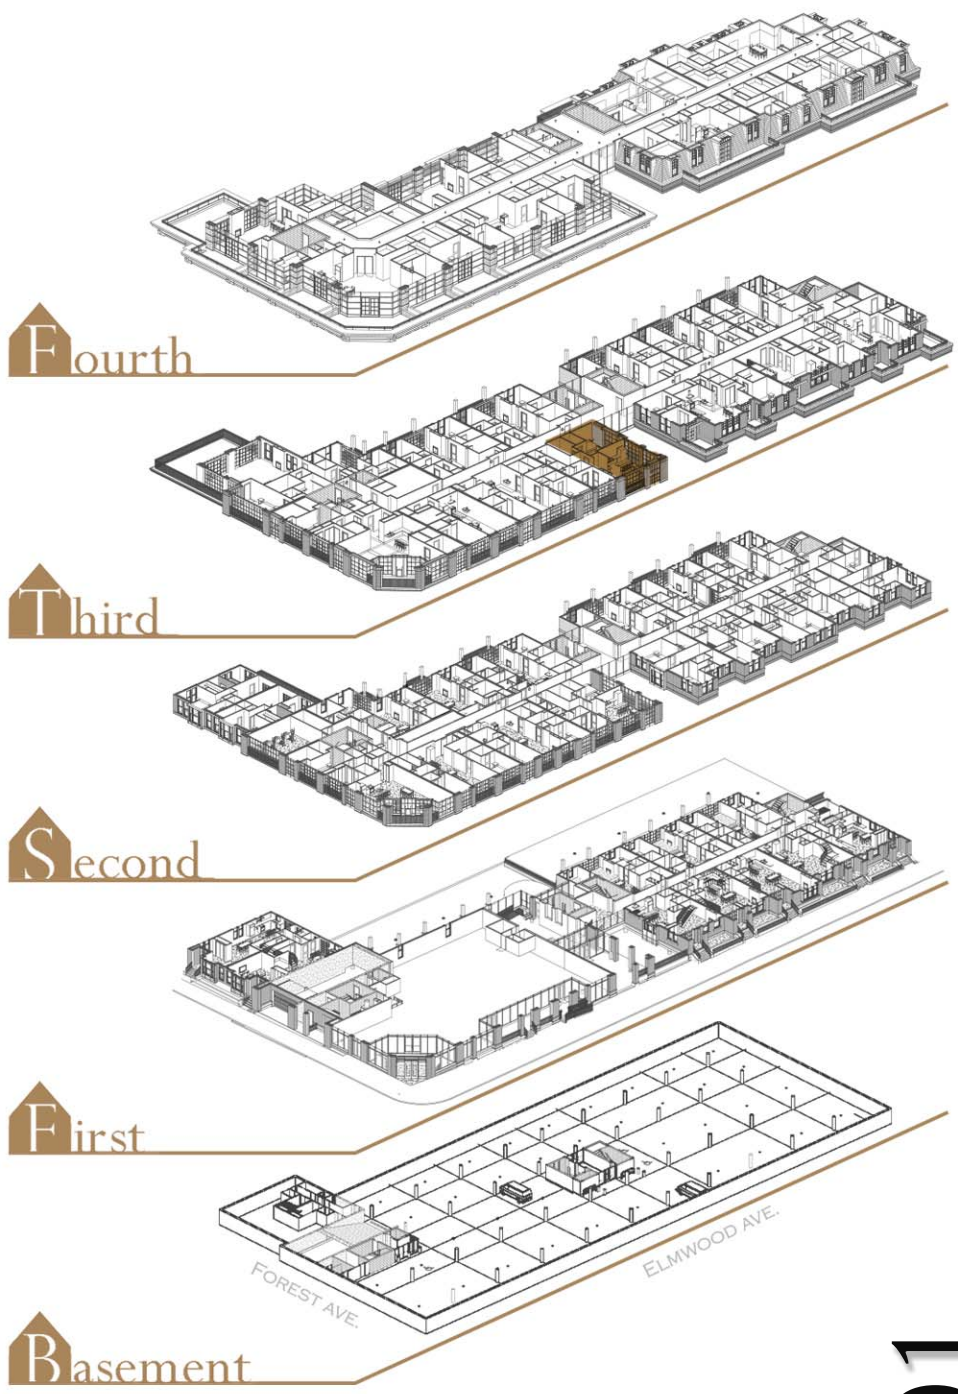 Fourth
Third
Second
First
FOREST AVE.
ELMWOOD AVE.
Basement